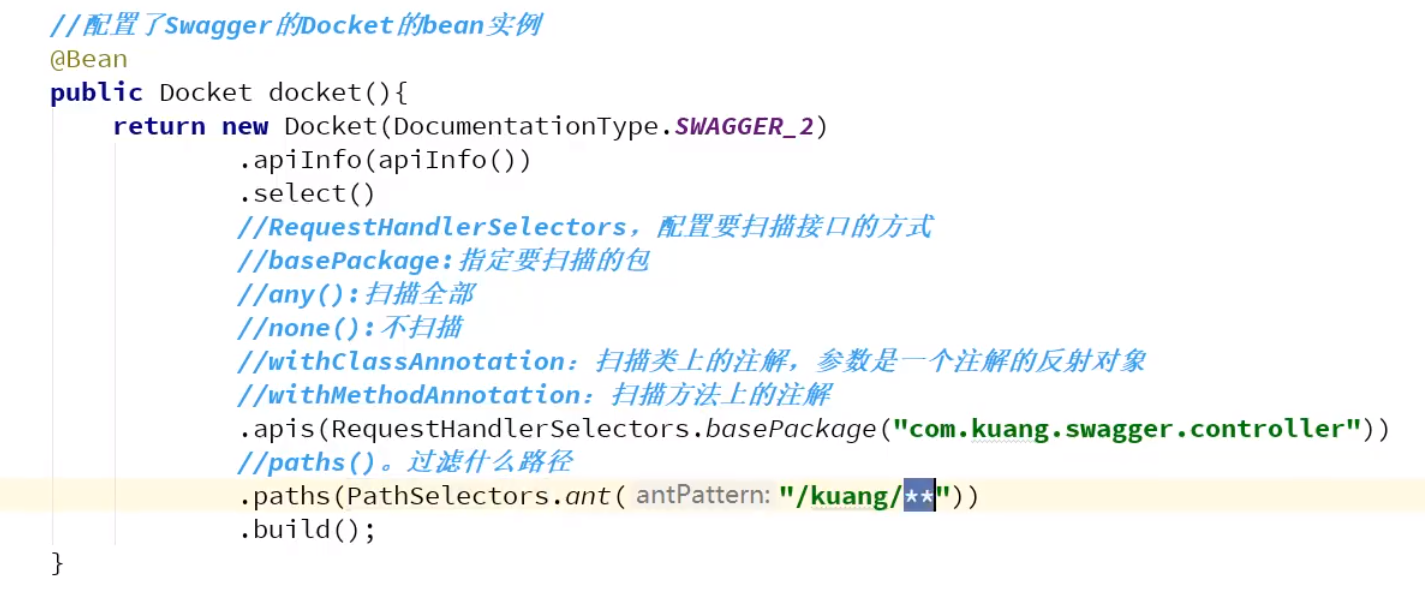 //配置了Swagger的Docket的bean实例
@Bean
public Docket docket(){
return new Docket(DocumentationType.SWAGGER_2)
.apiInfo(apiInfo())
.select()
//RequestHandlerSelectors，配置要扫描接口的方式
//basePackage:指定要扫描的包
//any():扫描全部
//none():不扫描
//withClassAnnotation：扫描类上的注解，参数是一个注解的反射对象
//withMethodAnnotation：扫描方法上的注解
.apis(RequestHandlerSelectors.basePackage("com.kuang.swagger.controller"))
//paths()。过滤什么路径
.paths(PathSelectors.ant( antPattern: "/kuang/**"))
.build();
}